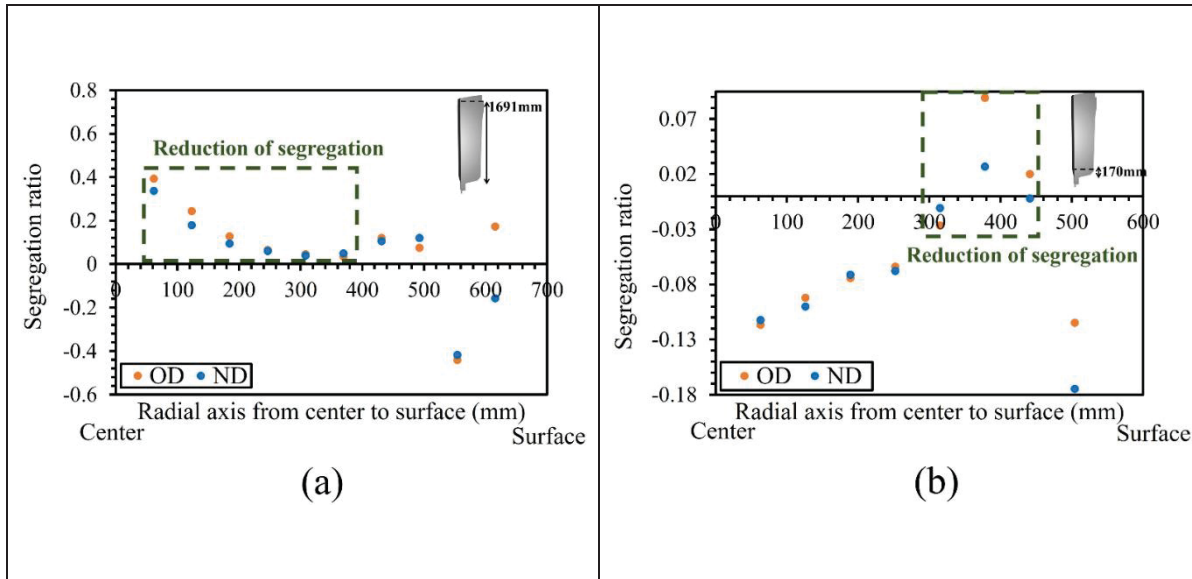 0.8
0.6
0.4
0.2
0
-0.2
-0.4
-0.6
Segregation ratio
1691mm
Reduction of segregation
0 100 200 300 400 500 600 700
OD ND
Radial axis from center to surface (mm)
Center Surface
(a)
0.07
0.02
-0.03
-0.08
-0.13
-0.18
Segregation ratio
170mm
0 100 200 300 400 500 600
Reduction of segregation
OD ND
Radial axis from center to surface (mm)
Center Surface
(b)